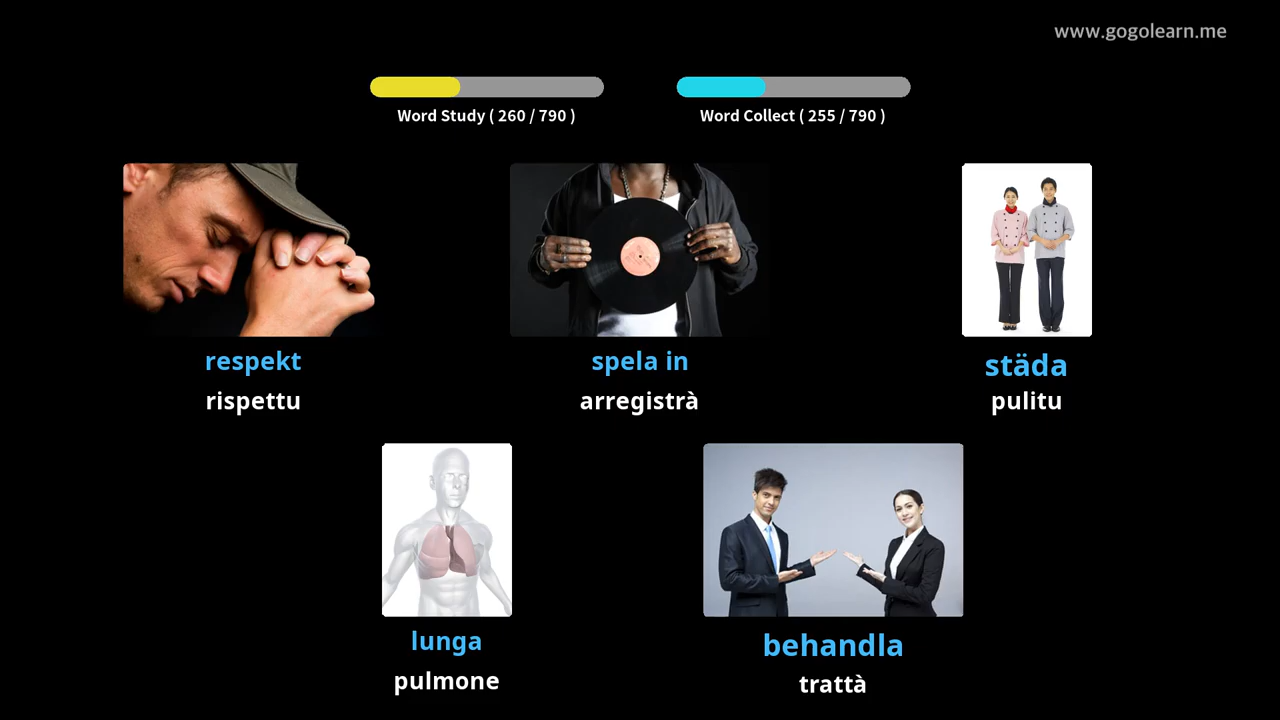 www.gogolearn.me
Word Study ( 260 / 790 )
Word Collect ( 255 / 790 )
respekt
rispettu
spela in
arregistrà
städa
pulitu
lunga
pulmone
behandla
trattà